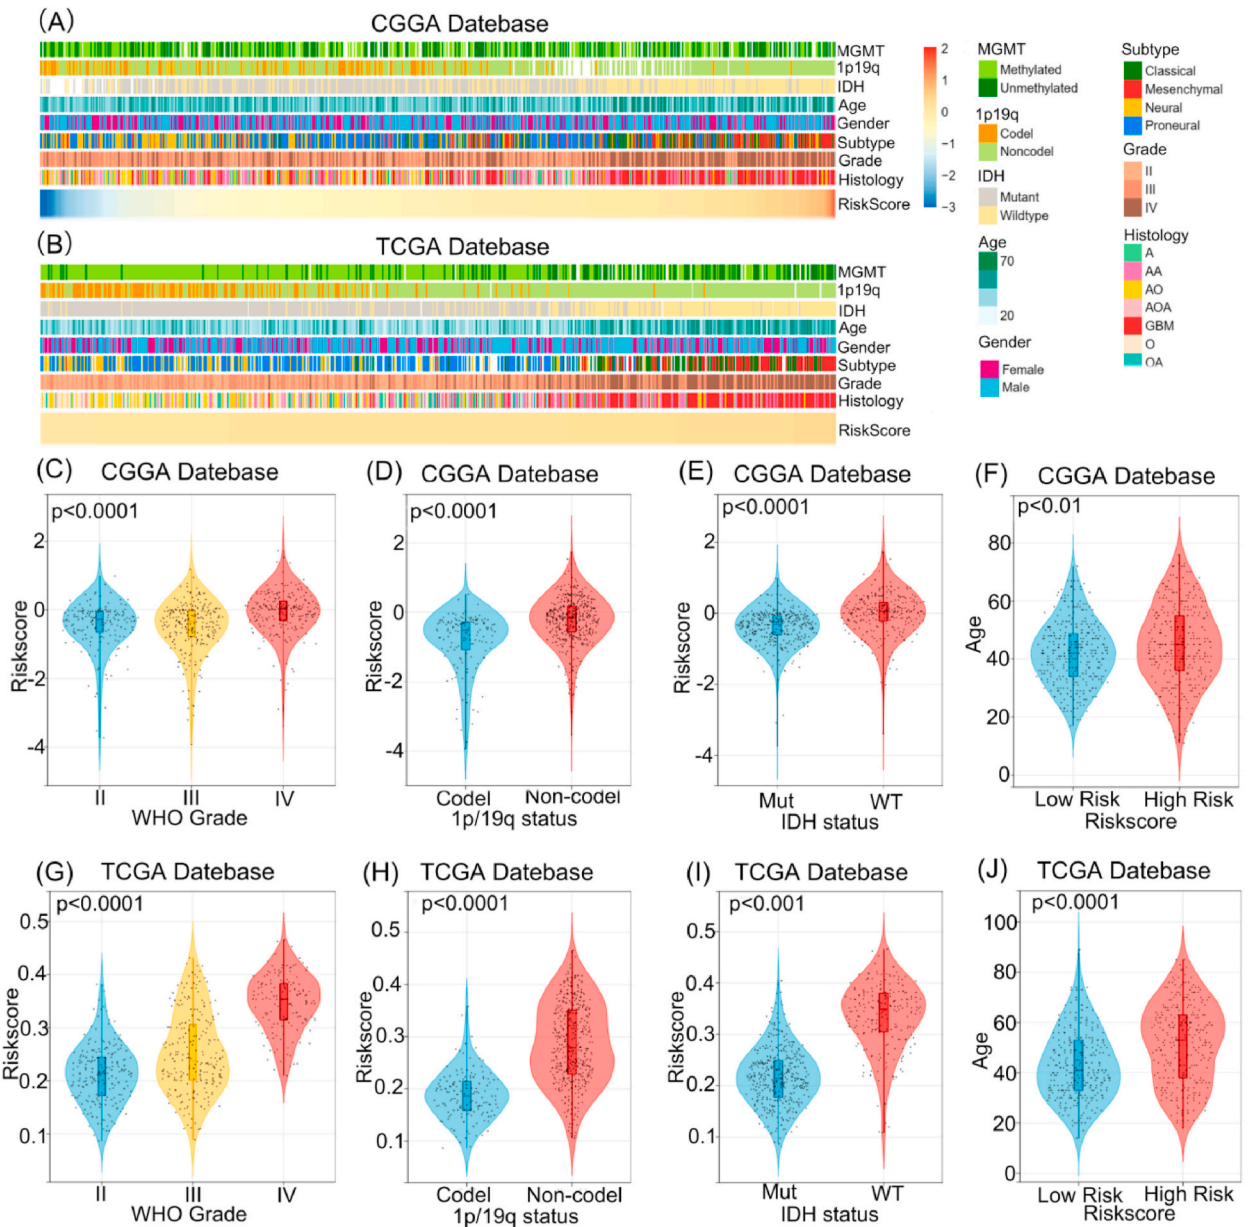 (A)
CGGA Datebase
MGMT
1p19q
IDH
Age
Gender
Subtype
Grade
Histology
RiskScore
2
1
0
−1
−2
−3
MGMT
Methylated
Unmethylated
1p19q
Codel
Noncodel
IDH
Mutant
Wildtype
Age
70
20
Gender
Female
Male
Subtype
Classical
Mesenchymal
Neural
Proneural
Grade
II
III
IV
Histology
A
AA
AO
AOA
GBM
O
OA
(B)
TCGA Datebase
MGMT
1p19q
IDH
Age
Gender
Subtype
Grade
Histology
RiskScore
(C)
CGGA Datebase
p<0.0001
Riskscore
2
0
-2
-4
II
III
IV
WHO Grade
(D)
CGGA Datebase
p<0.0001
Riskscore
2
0
-2
-4
Codel
Non-codel
1p/19q status
(E)
CGGA Datebase
p<0.0001
Riskscore
2
0
-2
-4
Mut
WT
IDH status
(F)
CGGA Datebase
p<0.01
Age
80
60
40
20
0
Low Risk
High Risk
Riskscore
(G)
TCGA Datebase
p<0.0001
Riskscore
0.5
0.4
0.3
0.2
0.1
II
III
IV
WHO Grade
(H)
TCGA Datebase
p<0.0001
Riskscore
0.5
0.4
0.3
0.2
0.1
Codel
Non-codel
1p/19q status
(I)
TCGA Datebase
p<0.001
Riskscore
0.5
0.4
0.3
0.2
0.1
Mut
WT
IDH status
(J)
TCGA Datebase
p<0.0001
Age
100
80
60
40
20
0
Low Risk
High Risk
Riskscore